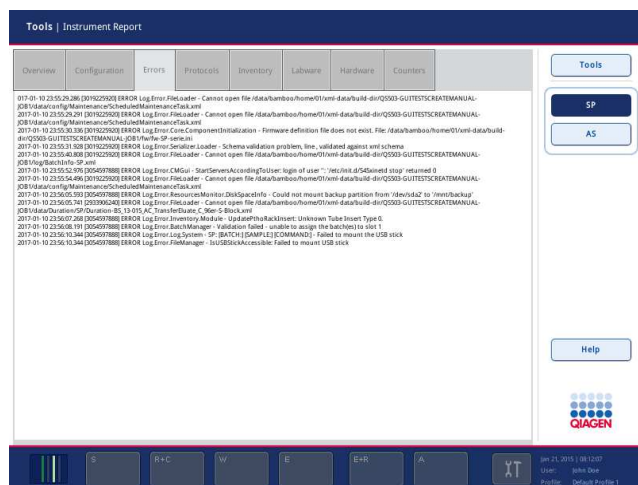 Tools | Instrument Report
Overview
Configuration
Errors
Protocols
Inventory
Labware
Hardware
Counters
017-01-10 23:55:29,286 [3019225920] ERROR Log.Error.FileLoader - Cannot open file /data/bamboo/home/01/xml-data/build-dir/QS503-GUITESTSCREATEMANUAL-
JOB1/data/config/Maintenance/ScheduledMaintenanceTask.xml
2017-01-10 23:55:29,291 [3019225920] ERROR Log.Error.FileLoader - Cannot open file /data/bamboo/home/01/xml-data/build-dir/QS503-GUITESTSCREATEMANUAL-
JOB1/data/config/Maintenance/ScheduledMaintenanceTask.xml
2017-01-10 23:55:30,336 [3019225920] ERROR Log.Error.Core.ComponentInitialization - Firmware definition file does not exist. File: /data/bamboo/home/01/xml-data/build-
dir/QS503-GUITESTSCREATEMANUAL-JOB1/fw/fw-SP-serie.ini
2017-01-10 23:55:31,928 [3019225920] ERROR Log.Error.Serializer.Loader - Schema validation problem, line , validated against xml schema
2017-01-10 23:55:40,808 [3019225920] ERROR Log.Error.FileLoader - Cannot open file /data/bamboo/home/01/xml-data/build-dir/QS503-GUITESTSCREATEMANUAL-
JOB1/log/BatchInfo-SP.xml
2017-01-10 23:55:52,976 [3054597888] ERROR Log.Error.CMGui - StartServersAccordingToUser: login of user '': '/etc/init.d/S45xinetd stop' returned 0
2017-01-10 23:55:54,496 [3054597888] ERROR Log.Error.FileLoader - Cannot open file /data/bamboo/home/01/xml-data/build-dir/QS503-GUITESTSCREATEMANUAL-
JOB1/data/config/Maintenance/ScheduledMaintenanceTask.xml
2017-01-10 23:56:05,593 [3054597888] ERROR Log.Error.ResourcesMonitor.DiskSpaceInfo - Could not mount backup partition from '/dev/sda2' to '/mnt/backup'
2017-01-10 23:56:05,741 [2933906240] ERROR Log.Error.FileLoader - Cannot open file /data/bamboo/home/01/xml-data/build-dir/QS503-GUITESTSCREATEMANUAL-
JOB1/data/Duration/SP/Duration-BS_13-015_AC_TransferEluate_C_96er-S-Block.xml
2017-01-10 23:56:07,268 [3054597888] ERROR Log.Error.Inventory.Module - UpdatePthoRackInsert: Unknown Tube Insert Type 0.
2017-01-10 23:56:08,191 [3054597888] ERROR Log.Error.BatchManager - Validation failed - unable to assign the batch(es) to slot 1
2017-01-10 23:56:10,344 [3054597888] ERROR Log.Error.Log.System - SP: [BATCH:] [SAMPLE:] [COMMAND:] - Failed to mount the USB stick
2017-01-10 23:56:10,344 [3054597888] ERROR Log.Error.FileManager - IsUSBStickAccessible: Failed to mount USB stick
Tools
SP
AS
Help
QIAGEN
S
R+C
W
E
E+R
A
Jan 21, 2015 | 08:12:07
User: John Doe
Profile: Default Profile 1